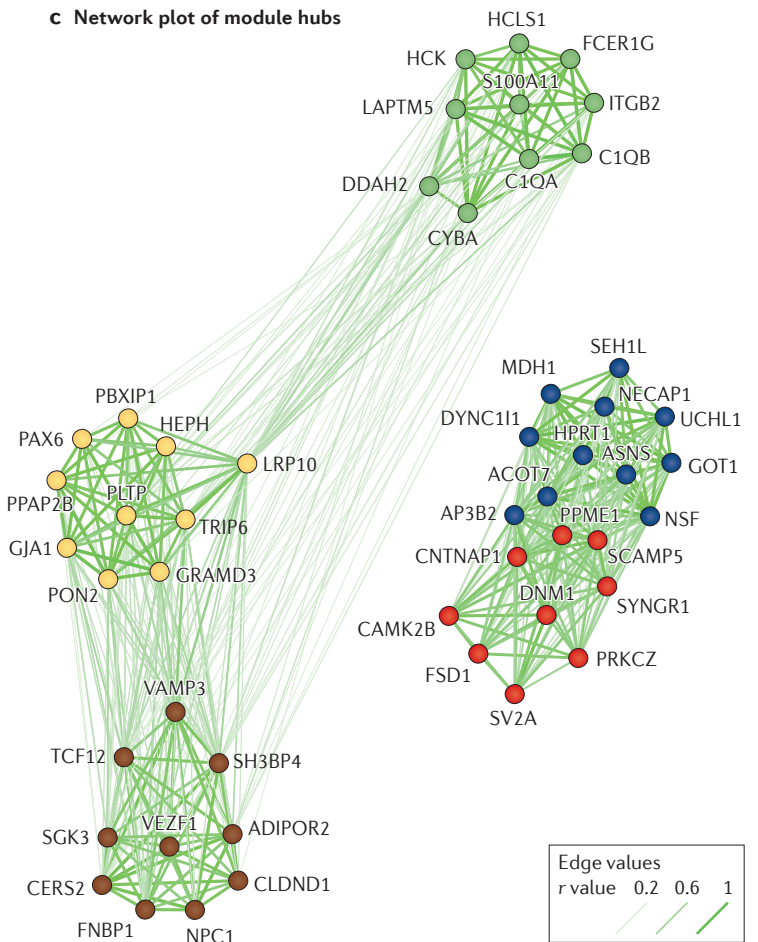 c Network plot of module hubs
HCLS1
HCK
FCER1G
S100A11
LAPTM5
ITGB2
C1QB
DDAH2
C1QA
CYBA
SEH1L
MDH1
NECAP1
PBXIP1
UCHL1
DYNC1I1
HEPH
HPRT1
PAX6
ASNS
LRP10
GOT1
ACOT7
PPAP2B
PLTP
AP3B2
PPME1
NSF
TRIP6
GJA1
CNTNAP1
SCAMP5
GRAMD3
PON2
DNM1
SYNGR1
CAMK2B
PRKCZ
FSD1
VAMP3
SV2A
TCF12
SH3BP4
VEZF1
ADIPOR2
SGK3
CERS2
CLDND1
FNBP1
NPC1
Edge values
r value 0.2 0.6 1